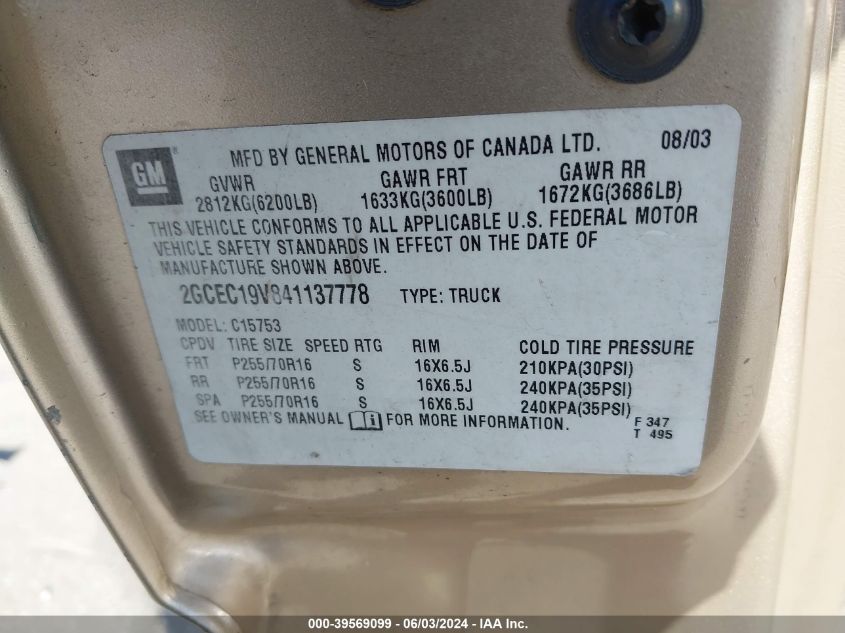 GM
MFD BY GENERAL MOTORS OF CANADA LTD. 08/03
GVWR GAWR FRT GAWR RR
2812KG(6200LB) 1633KG(3600LB) 1672KG(3686LB)
THIS VEHICLE CONFORMS TO ALL APPLICABLE U.S. FEDERAL MOTOR
VEHICLE SAFETY STANDARDS IN EFFECT ON THE DATE OF
MANUFACTURE SHOWN ABOVE.
2GCEC19V841137778 TYPE: TRUCK
MODEL: C15753
CPDV TIRE SIZE SPEED RTG RIM COLD TIRE PRESSURE
FRT P255/70R16 S 16X6.5J 210KPA(30PSI)
RR P255/70R16 S 16X6.5J 240KPA(35PSI)
SPA P255/70R16 S 16X6.5J 240KPA(35PSI)
SEE OWNER'S MANUAL FOR MORE INFORMATION. F 347
T 495
000-39569099 - 06/03/2024 - IAA Inc.